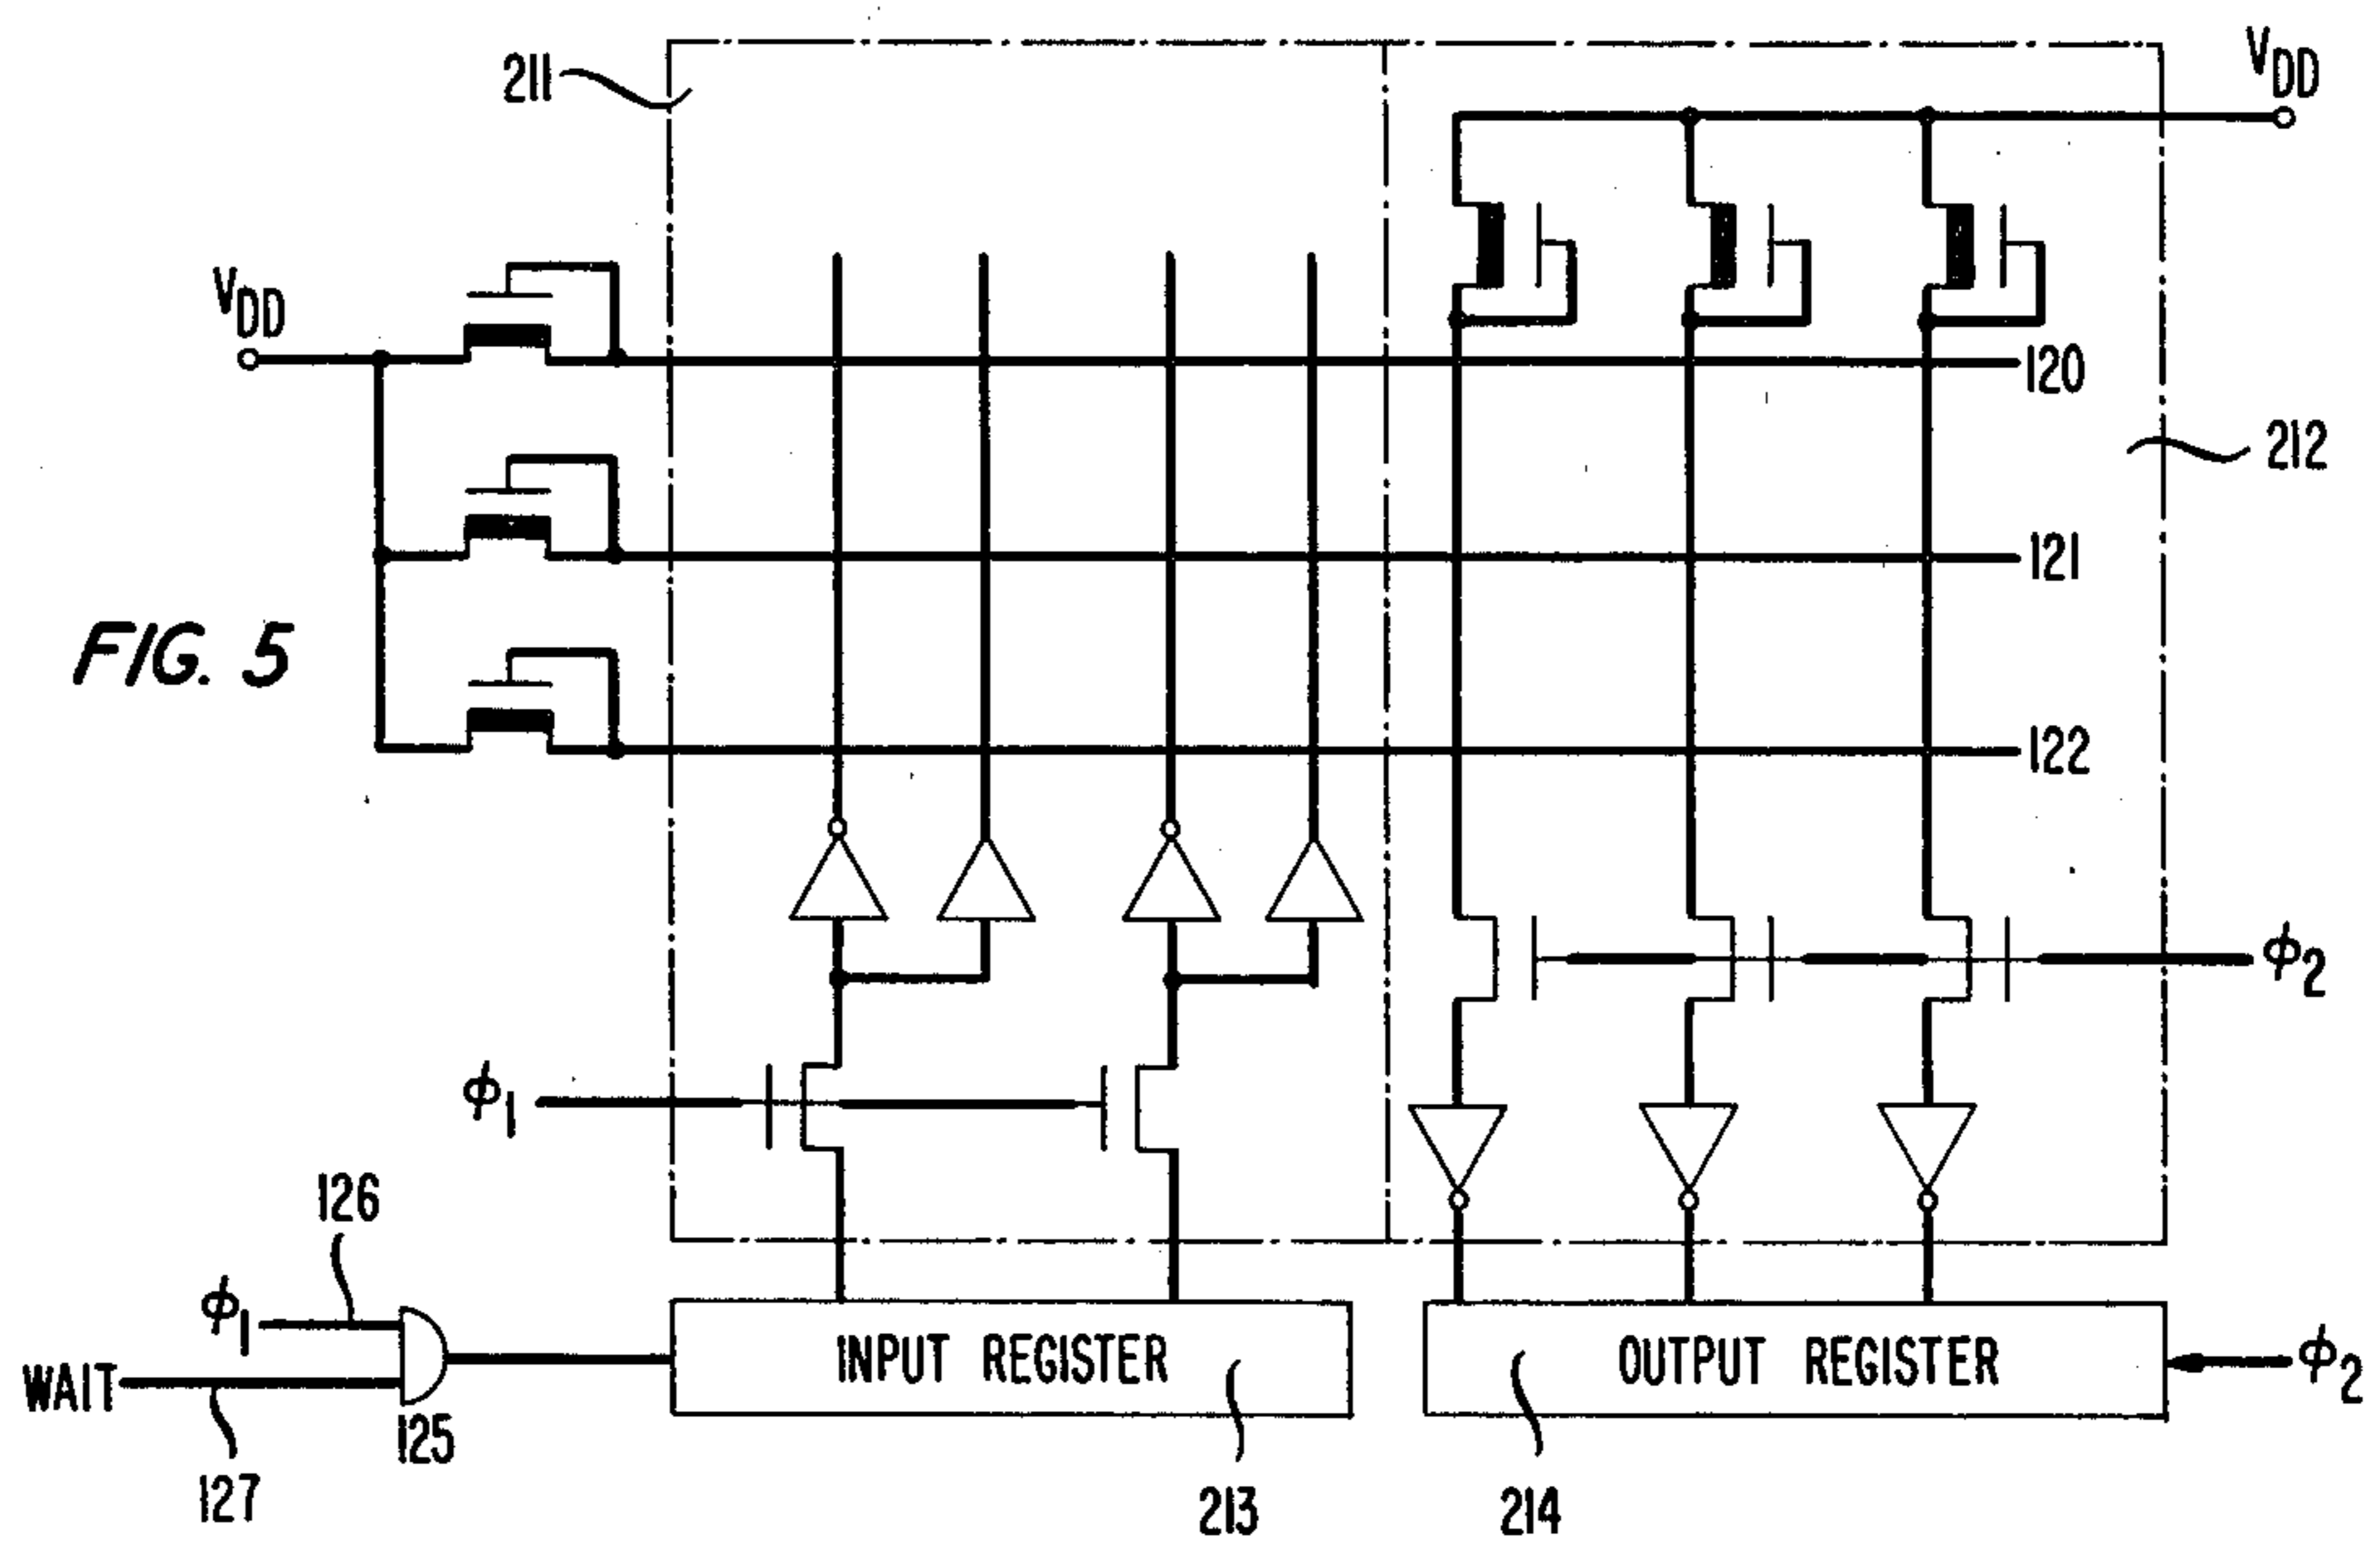 211
V_DD
V_DD
120
212
121
FIG. 5
122
ϕ2
ϕ1
126
ϕ1
INPUT REGISTER
OUTPUT REGISTER
ϕ2
WAIT
125
127
213
214